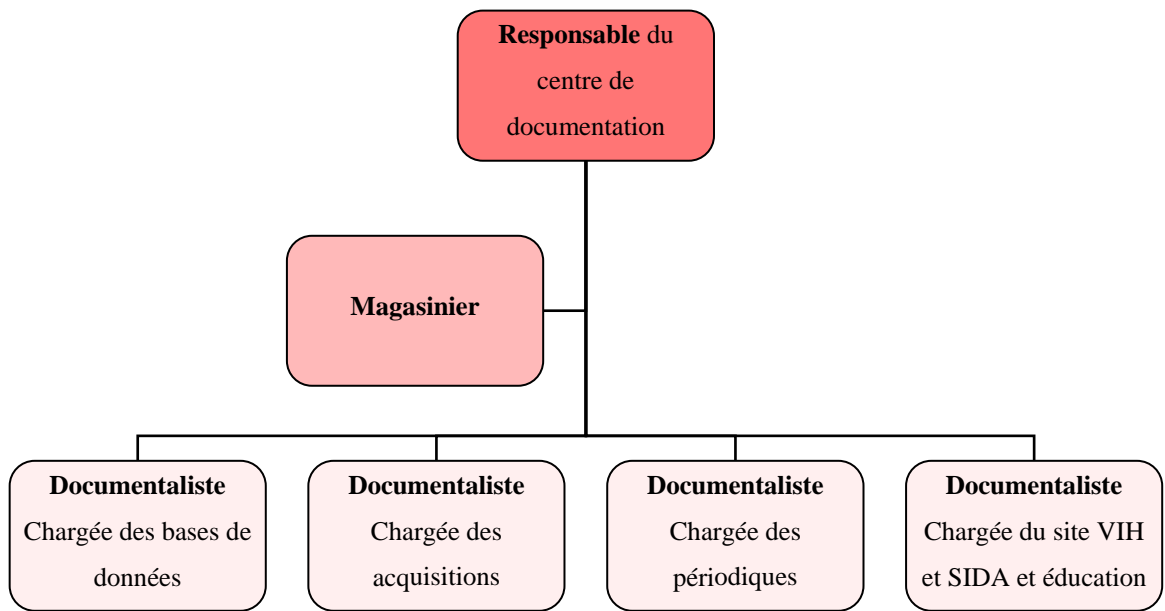 Responsable du
centre de
documentation
Magasinier
Documentaliste
Chargée des bases de
données
Documentaliste
Chargée des
acquisitions
Documentaliste
Chargée des
périodiques
Documentaliste
Chargée du site VIH
et SIDA et éducation